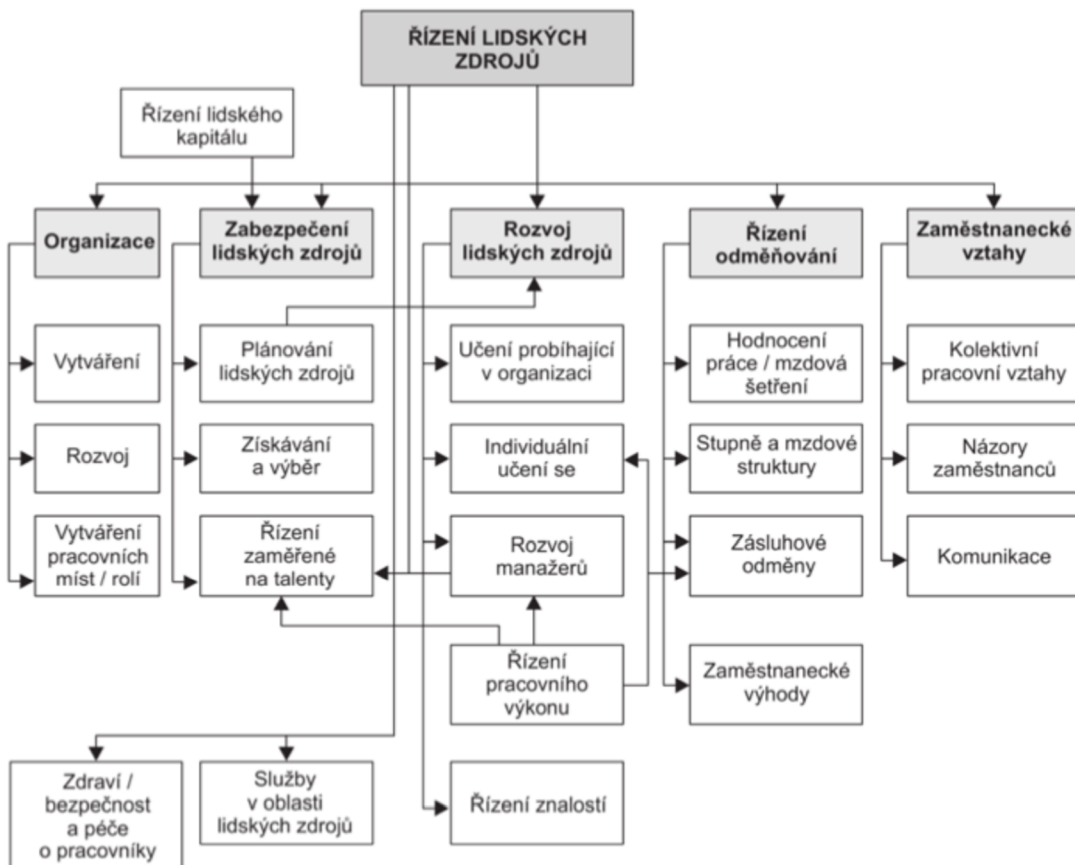 ŘÍZENÍ LIDSKÝCH
ZDROJŮ
Řízení lidského
kapitálu
Organizace
Zabezpečení
lidských zdrojů
Rozvoj
lidských zdrojů
Řízení
odměňování
Zaměstnanecké
vztahy
Vytváření
Plánování
lidských zdrojů
Učení probíhající
v organizaci
Hodnocení
práce / mzdová
šetření
Kolektivní
pracovní vztahy
Rozvoj
Získávání
a výběr
Individuální
učení se
Stupně a mzdové
struktury
Názory
zaměstnanců
Vytváření
pracovních
míst / rolí
Řízení
zaměřené
na talenty
Rozvoj
manažerů
Zásluhové
odměny
Komunikace
Řízení
pracovního
výkonu
Zaměstnanecké
výhody
Zdraví /
bezpečnost
a péče
o pracovníky
Služby
v oblasti
lidských zdrojů
Řízení znalostí